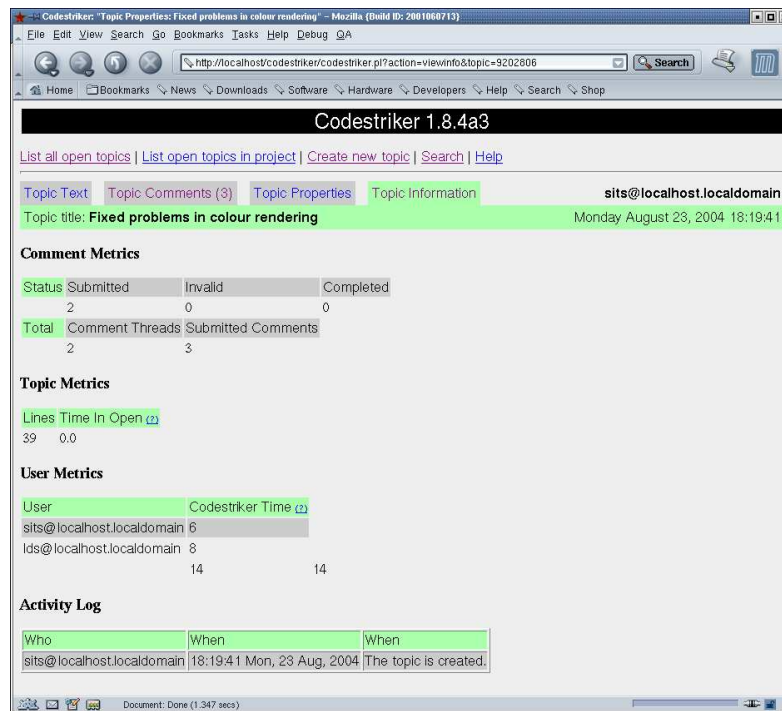 Codestriker: "Topic Properties: Fixed problems in colour rendering" - Mozilla {Build ID: 2001060713}
File Edit View Search Go Bookmarks Tasks Help Debug QA
http://localhost/codestriker/codestriker.pl?action=viewinfo&topic=9202806 Search
Home Bookmarks News Downloads Software Hardware Developers Help Search Shop
Codestriker 1.8.4a3
List all open topics | List open topics in project | Create new topic | Search | Help
Topic Text Topic Comments (3) Topic Properties Topic Information sits@localhost.localdomain
Topic title: Fixed problems in colour rendering Monday August 23, 2004 18:19:41
Comment Metrics
Status Submitted Invalid Completed
2 0 0
Total Comment Threads Submitted Comments
2 3
Topic Metrics
Lines Time In Open (?)
39 0.0
User Metrics
User Codestriker Time (?)
sits@localhost.localdomain 6
lds@localhost.localdomain 8
14 14
Activity Log
Who When When
sits@localhost.localdomain 18:19:41 Mon, 23 Aug, 2004 The topic is created.
Document: Done (1.347 secs)